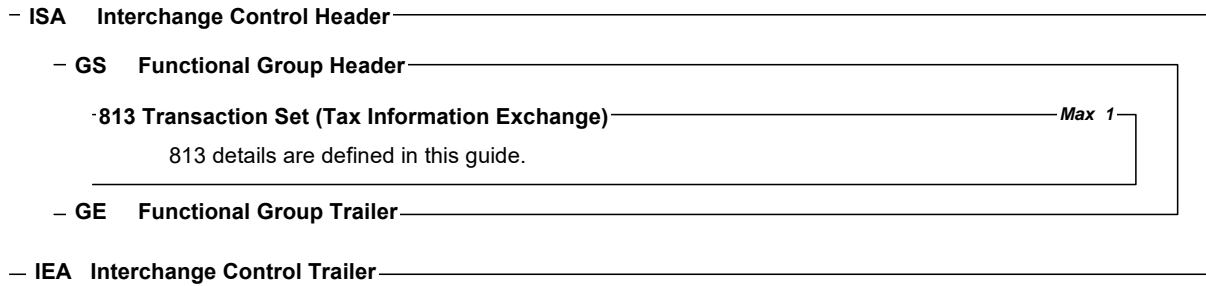 ISA Interchange Control Header
GS Functional Group Header
813 Transaction Set (Tax Information Exchange) Max 1
813 details are defined in this guide.
GE Functional Group Trailer
IEA Interchange Control Trailer